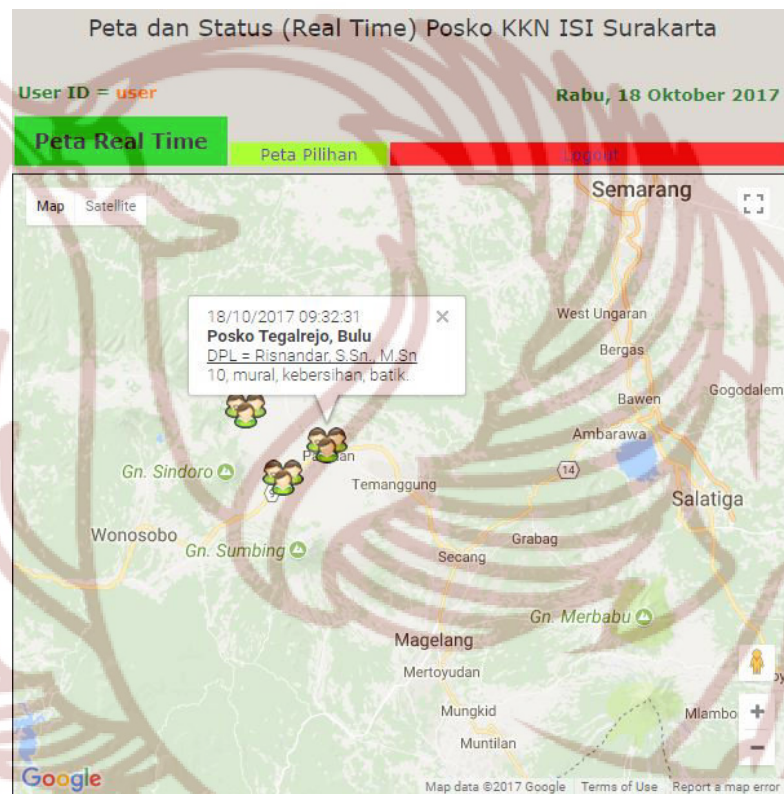 Peta dan Status (Real Time) Posko KKN ISI Surakarta
User ID = user
Rabu, 18 Oktober 2017
Peta Real Time
Peta Pilihan
Logout
Map
Satellite
Semarang
18/10/2017 09:32:31
Posko Tegalrejo, Bulu
DPL = Risnandar, S.Sn., M.Sn
10, mural, kebersihan, batik.
West Ungaran
Bergas
Gogodalem
Bawen
Ambarawa
Gn. Sindoro
14
Temanggung
Salatiga
9
Wonosobo
Gn. Sumbing
Grabag
Secang
Gn. Merbabu
Magelang
Mertoyudan
Mungkid
Mlambo
Muntilan
Google
Map data ©2017 Google
Terms of Use
Report a map error